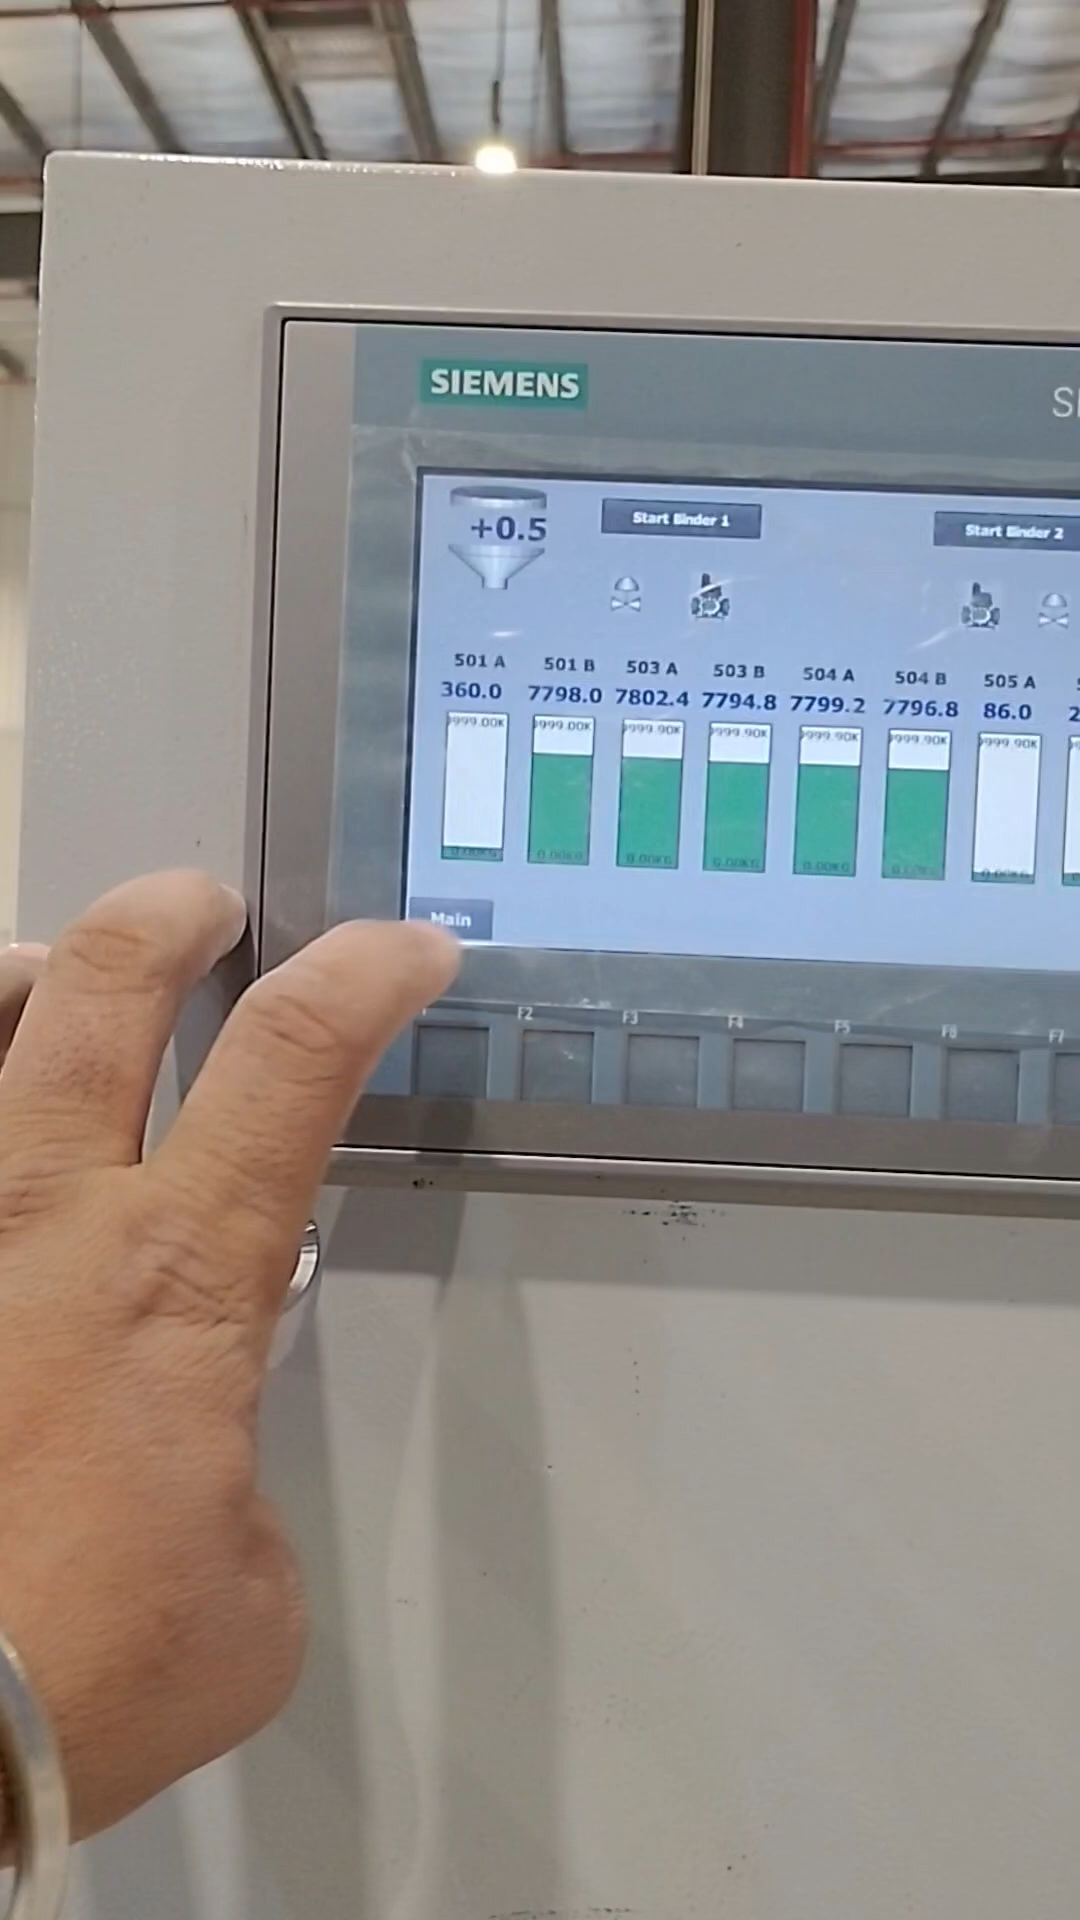 SIEMENS
+0.5
Start Binder 1
Start Binder 2
501 A 501 B 503 A 503 B 504 A 504 B 505 A
360.0 7798.0 7802.4 7794.8 7799.2 7796.8 86.0
Main
F2 F3 F4 F5 F6 F7